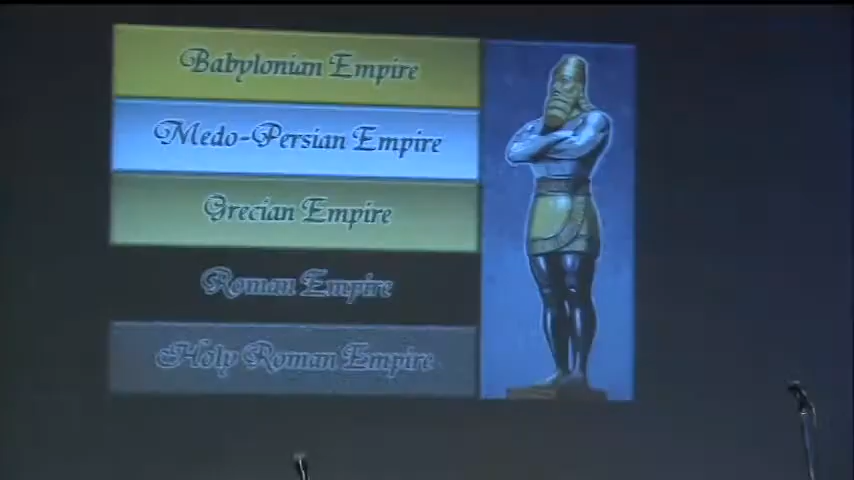 Babylonian Empire
Medo-Persian Empire
Grecian Empire
Roman Empire
Holy Roman Empire